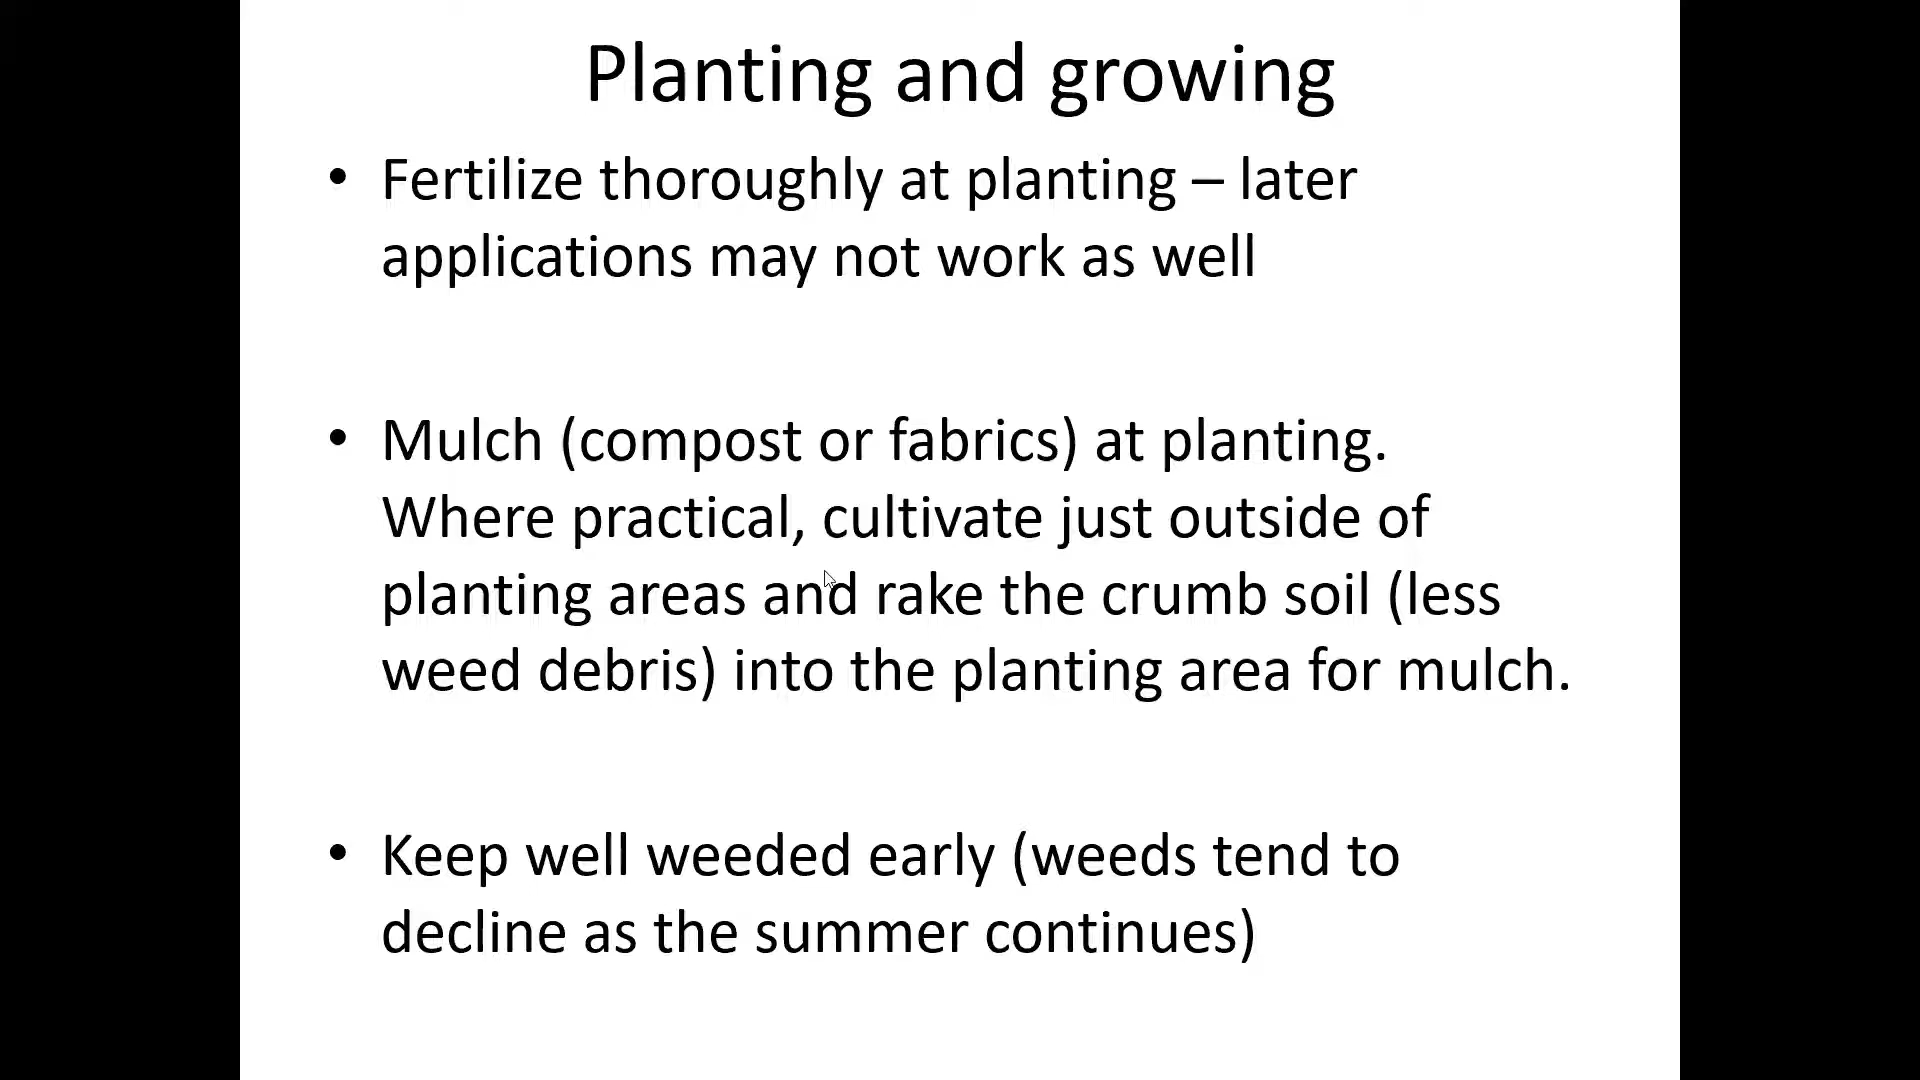 Planting and growing
• Fertilize thoroughly at planting – later
applications may not work as well
• Mulch (compost or fabrics) at planting.
Where practical, cultivate just outside of
planting areas and rake the crumb soil (less
weed debris) into the planting area for mulch.
• Keep well weeded early (weeds tend to
decline as the summer continues)